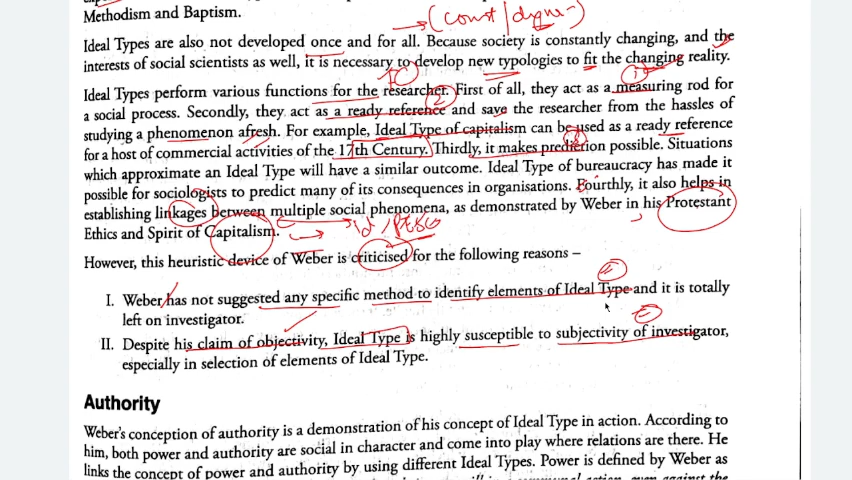 Methodism and Baptism.
(const/dyne-)
Ideal Types are also not developed once and for all. Because society is constantly changing, and the
interests of social scientists as well, it is necessary to develop new typologies to fit the changing reality.
Ideal Types perform various functions for the researcher. First of all, they act as a measuring rod for
a social process. Secondly, they act as a ready reference and save the researcher from the hassles of
studying a phenomenon afresh. For example, Ideal Type of capitalism can be used as a ready reference
for a host of commercial activities of the 17th Century. Thirdly, it makes prediction possible. Situations
which approximate an Ideal Type will have a similar outcome. Ideal Type of bureaucracy has made it
possible for sociologists to predict many of its consequences in organisations. Fourthly, it also helps in
establishing linkages between multiple social phenomena, as demonstrated by Weber in his Protestant
Ethics and Spirit of Capitalism.
However, this heuristic device of Weber is criticised for the following reasons –
I. Weber has not suggested any specific method to identify elements of Ideal Type and it is totally
left on investigator.
II. Despite his claim of objectivity, Ideal Type is highly susceptible to subjectivity of investigator,
especially in selection of elements of Ideal Type.
Authority
Weber's conception of authority is a demonstration of his concept of Ideal Type in action. According to
him, both power and authority are social in character and come into play where relations are there. He
links the concept of power and authority by using different Ideal Types. Power is defined by Weber as